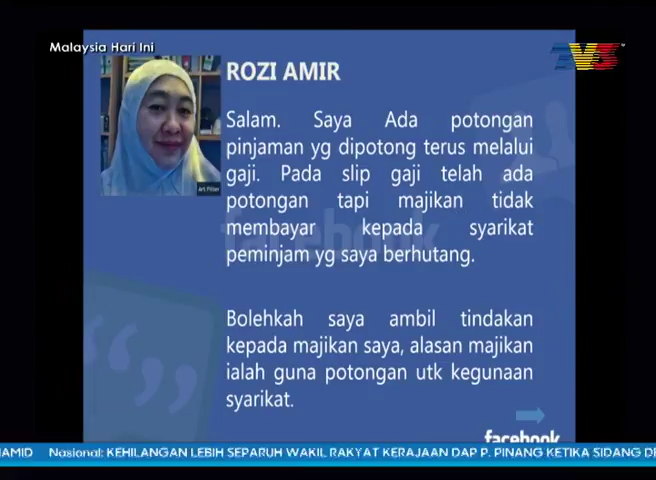 Malaysia Hari Ini
TV3
ROZI AMIR
Salam. Saya Ada potongan
pinjaman yg dipotong terus melalui
gaji. Pada slip gaji telah ada
potongan tapi majikan tidak
membayar kepada syarikat
peminjam yg saya berhutang.
facebook
Bolehkah saya ambil tindakan
kepada majikan saya, alasan majikan
ialah guna potongan utk kegunaan
syarikat.
facebook
HAMID Nasional: KEHILANGAN LEBIH SEPARUH WAKIL RAKYAT KERAJAAN DAP P. PINANG KETIKA SIDANG